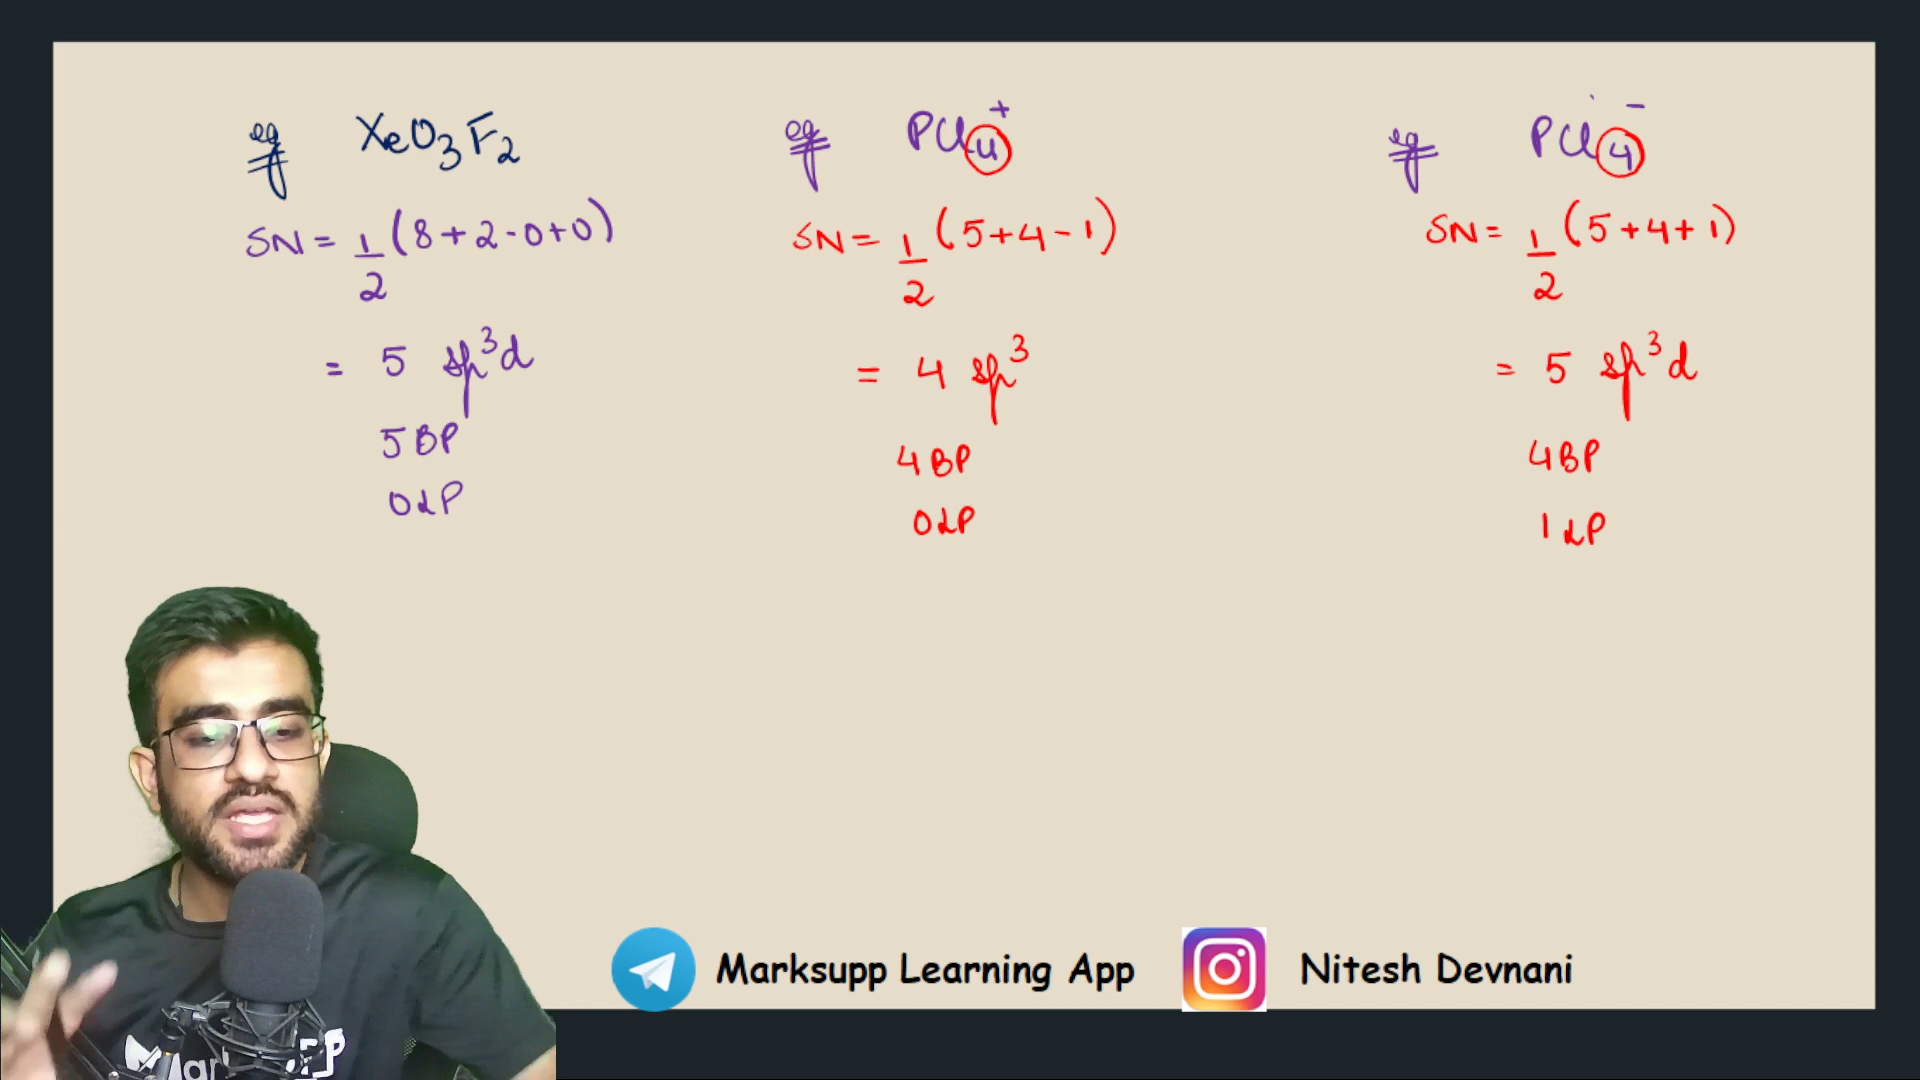 eg XeO3F2
SN = 1/2 (8+2-0+0)
= 5 sp³d
5BP
0LP
eg PCl4⁺
SN = 1/2 (5+4-1)
= 4 sp³
4BP
0LP
eg PCl4⁻
SN = 1/2 (5+4+1)
= 5 sp³d
4BP
1LP
Marksupp Learning App
Nitesh Devnani